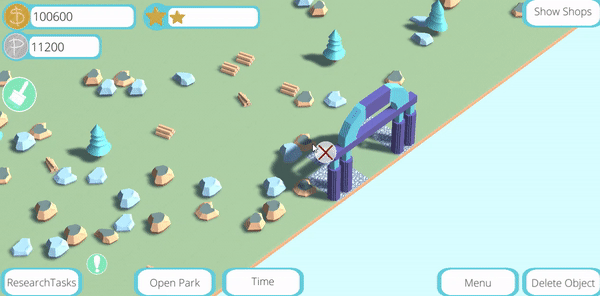 100600
Show Shops
11200
ResearchTasks
Open Park
Time
Menu
Delete Object